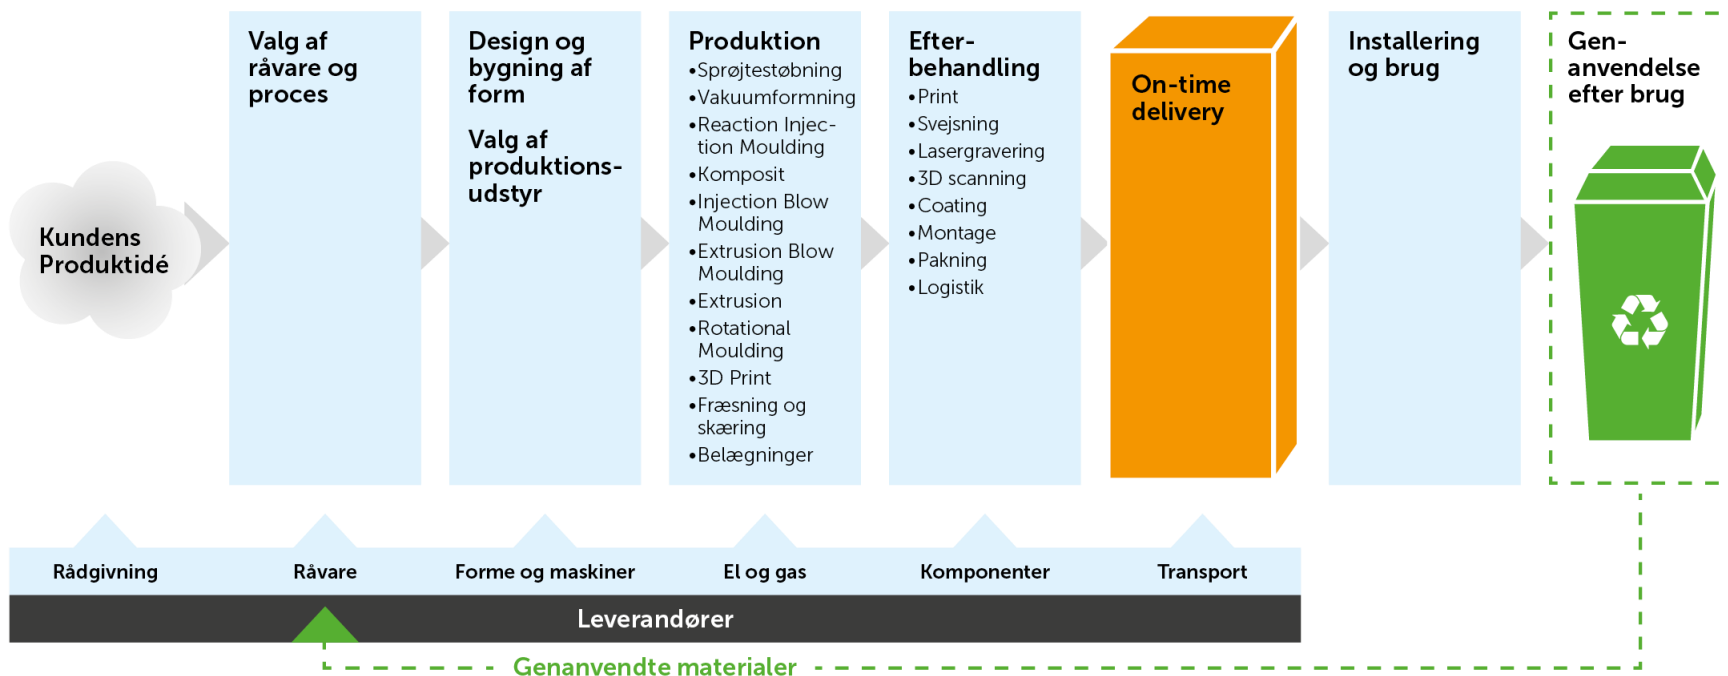 Kundens
Produktidé
Valg af
råvare og
proces
Design og
bygning af
form
Valg af
produktions-
udstyr
Produktion
•Sprøjtestøbning
•Vakuumformning
•Reaction Injec-
tion Moulding
•Komposit
•Injection Blow
Moulding
•Extrusion Blow
Moulding
•Extrusion
•Rotational
Moulding
•3D Print
•Fræsning og
skæring
•Belægninger
Efter-
behandling
•Print
•Svejsning
•Lasergravering
•3D scanning
•Coating
•Montage
•Pakning
•Logistik
On-time
delivery
Installering
og brug
Gen-
anvendelse
efter brug
Rådgivning
Råvare
Forme og maskiner
El og gas
Komponenter
Transport
Leverandører
Genanvendte materialer